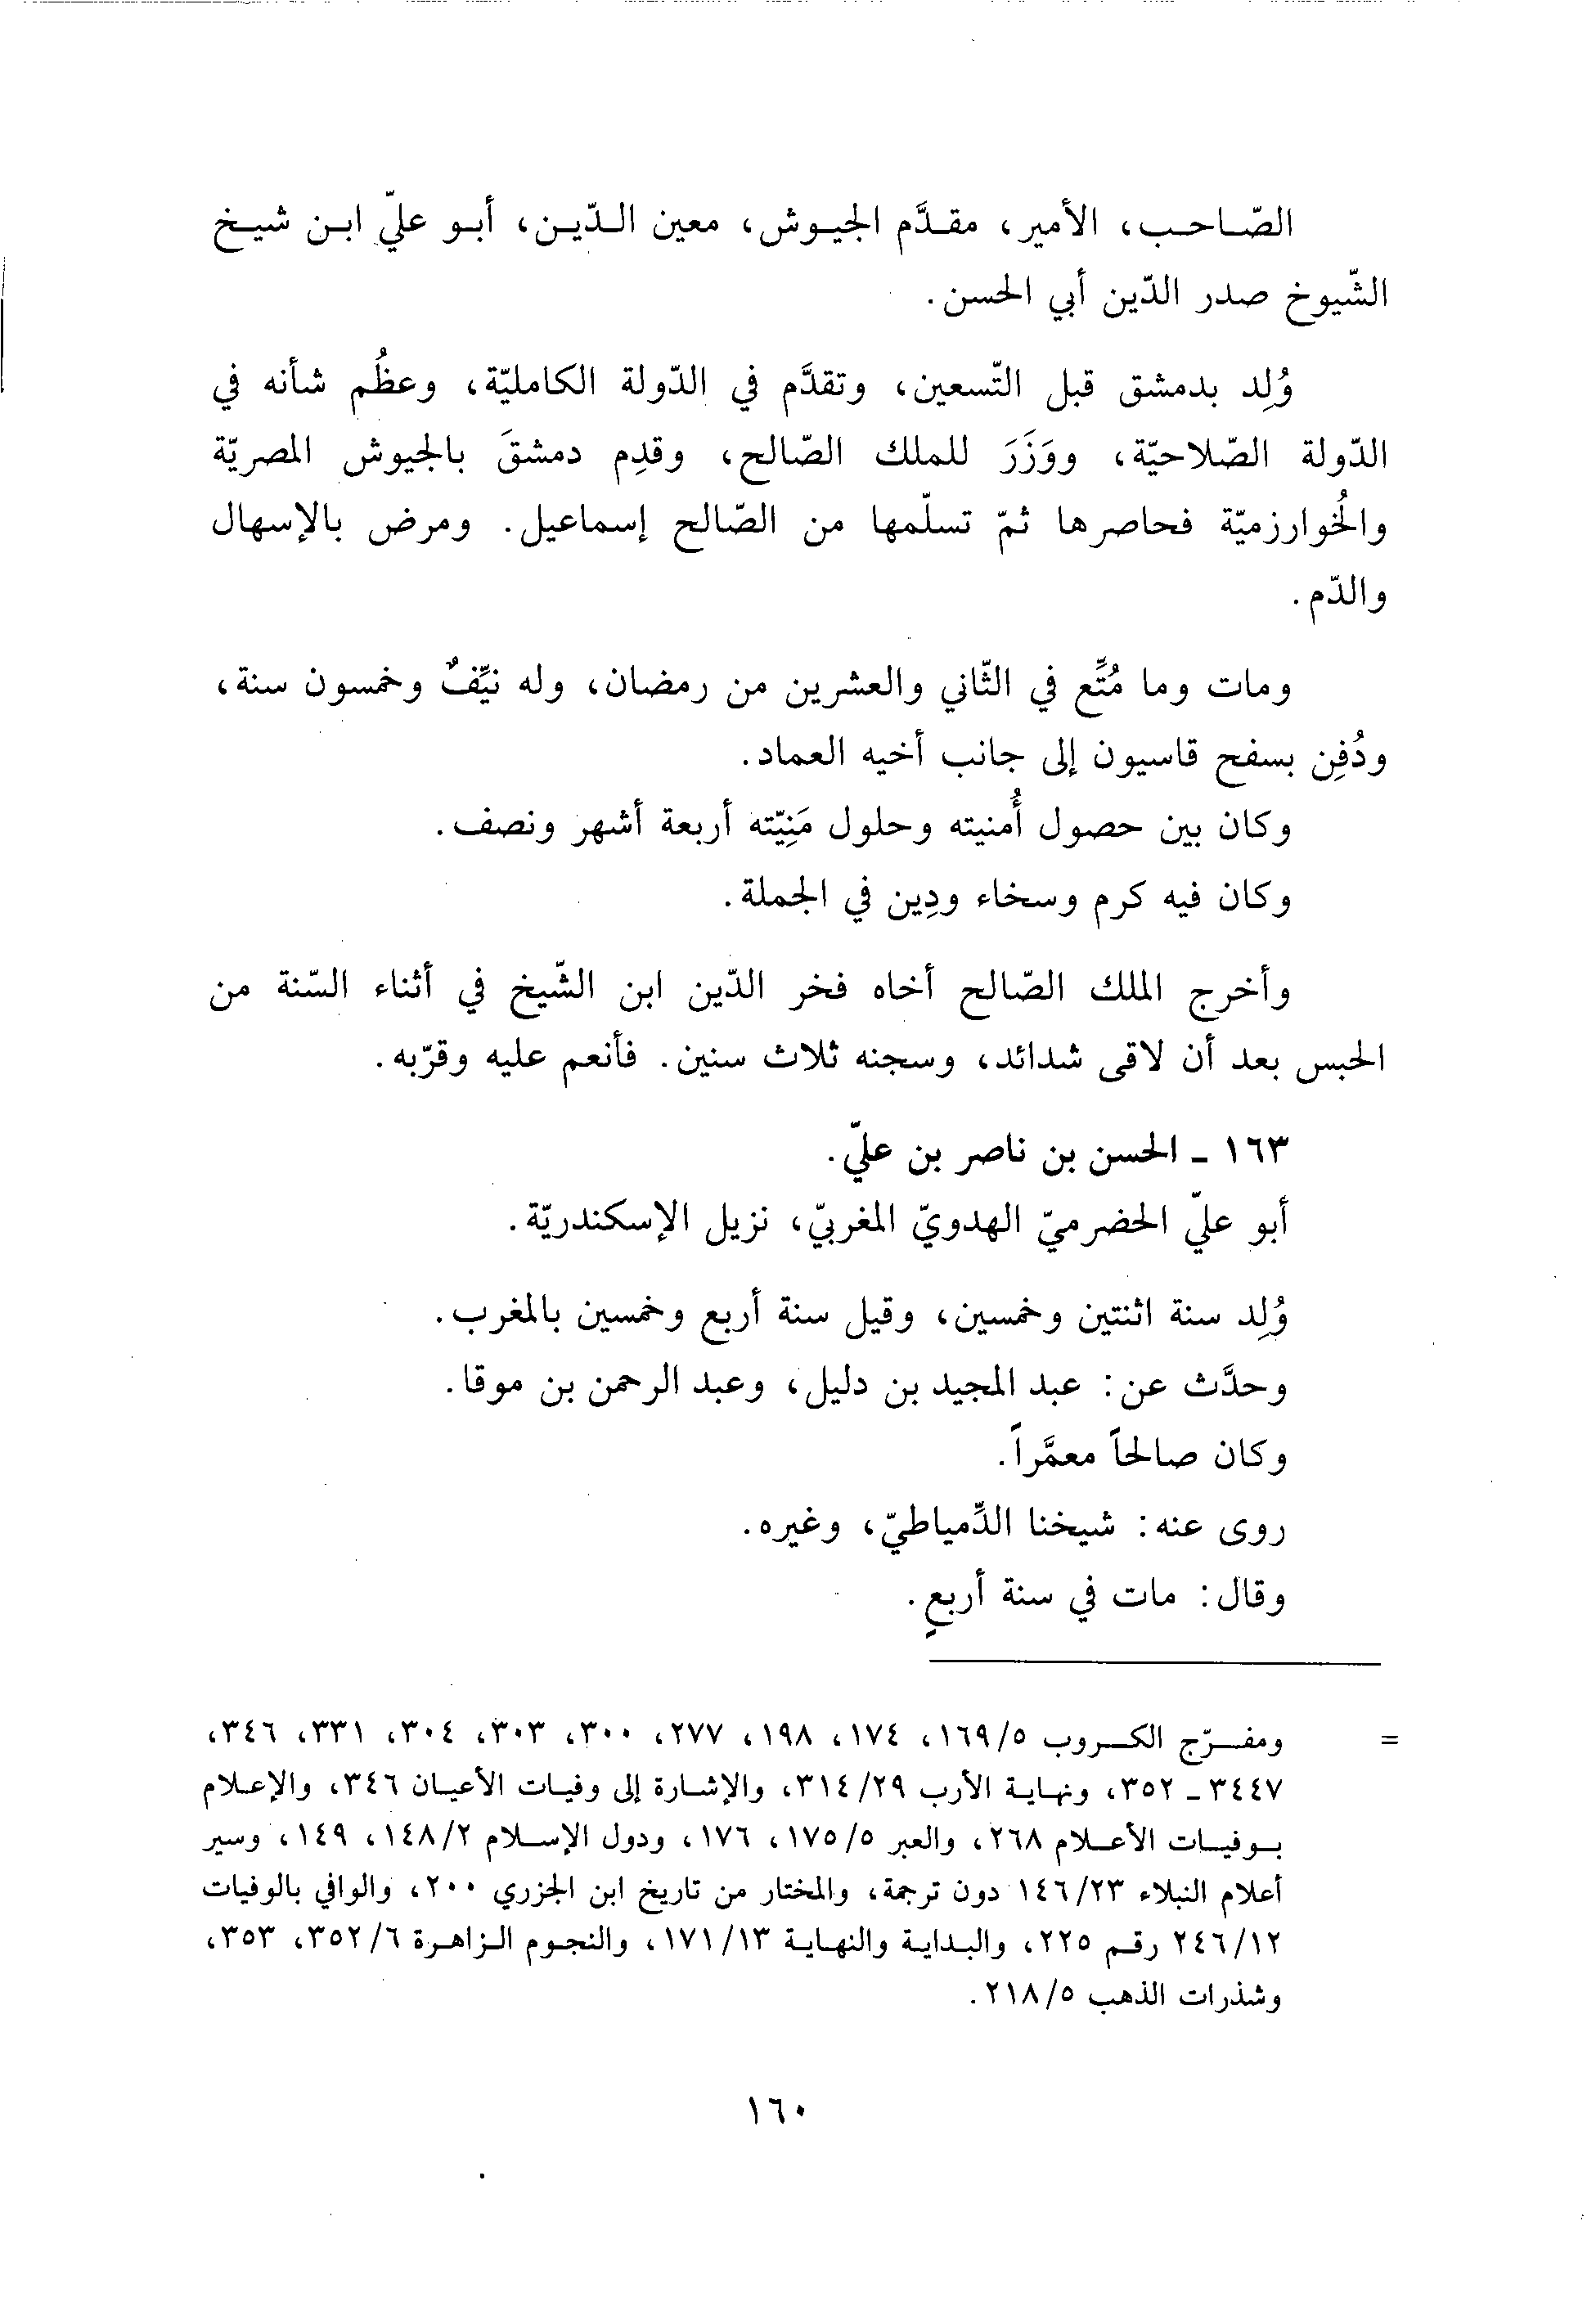 الصّاحب، الأمير، مقدَّم الجيوش، معين الدّين، أبو عليّ ابن شيخ
الشّيوخ صدر الدّين أبي الحسن.
وُلِد بدمشق قبل التّسعين، وتقدَّم في الدّولة الكامليّة، وعظُم شأنه في
الدّولة الصّلاحيّة، ووَزَرَ للملك الصّالح، وقدِم دمشقَ بالجيوش المصريّة
والخُوارزميّة فحاصرها ثمّ تسلّمها من الصّالح إسماعيل. ومرض بالإسهال
والدّم.
ومات وما مُتِّع في الثّاني والعشرين من رمضان، وله نيِّفٌ وخمسون سنة،
ودُفِن بسفح قاسيون إلى جانب أخيه العماد.
وكان بين حصول أُمنيته وحلول مَنِيّته أربعة أشهر ونصف.
وكان فيه كرم وسخاء ودِين في الجملة.
وأخرج الملك الصّالح أخاه فخر الدّين ابن الشّيخ في أثناء السّنة من
الحبس بعد أن لاقى شدائد، وسجنه ثلاث سنين. فأنعم عليه وقرّبه.
١٦٣ - الحسن بن ناصر بن عليّ.
أبو عليّ الحضرميّ الهدويّ المغربيّ، نزيل الإسكندريّة.
وُلِد سنة اثنتين وخمسين، وقيل سنة أربع وخمسين بالمغرب.
وحدَّث عن: عبد المجيد بن دليل، وعبد الرحمن بن موقا.
وكان صالحاً معمَّراً.
روى عنه: شيخنا الدِّمياطيّ، وغيره.
وقال: مات في سنة أربعٍ.
= ومفرّج الكروب ١٦٩/٥، ١٧٤، ١٩٨، ٢٧٧، ٣٠٠، ٣٠٣، ٣٠٤، ٣٣١، ٣٤٦،
٣٤٤٧ - ٣٥٢، ونهاية الأرب ٣١٤/٢٩، والإشارة إلى وفيات الأعيان ٣٤٦، والإعلام
بوفيات الأعلام ٢٦٨، والعبر ١٧٥/٥، ١٧٦، ودول الإسلام ١٤٨/٢، ١٤٩، وسير
أعلام النبلاء ١٤٦/٢٣ دون ترجمة، والمختار من تاريخ ابن الجزري ٢٠٠، والوافي بالوفيات
٢٤٦/١٢ رقم ٢٢٥، والبداية والنهاية ١٧١/١٣، والنجوم الزاهرة ٣٥٢/٦، ٣٥٣،
وشذرات الذهب ٢١٨/٥.
١٦٠